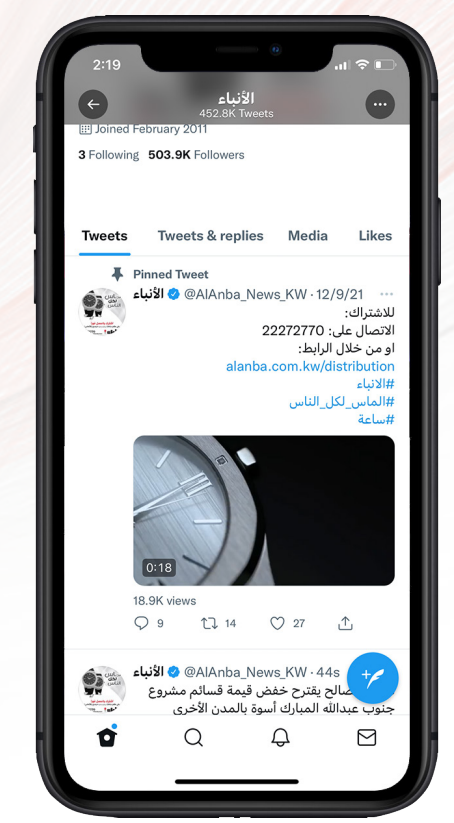 2:19
الأنباء
452.8K Tweets
Joined February 2011
3 Following 503.9K Followers
Tweets Tweets & replies Media Likes
Pinned Tweet
الأنباء @AlAnba_News_KW · 12/9/21
للاشتراك:
الاتصال على: 22272770
او من خلال الرابط:
alanba.com.kw/distribution
#الانباء
#الماس_لكل_الناس
#ساعة
0:18
18.9K views
9 14 27
الأنباء @AlAnba_News_KW · 44s
يقترح خفض قيمة قسائم مشروع
جنوب عبدالله المبارك أسوة بالمدن الأخرى